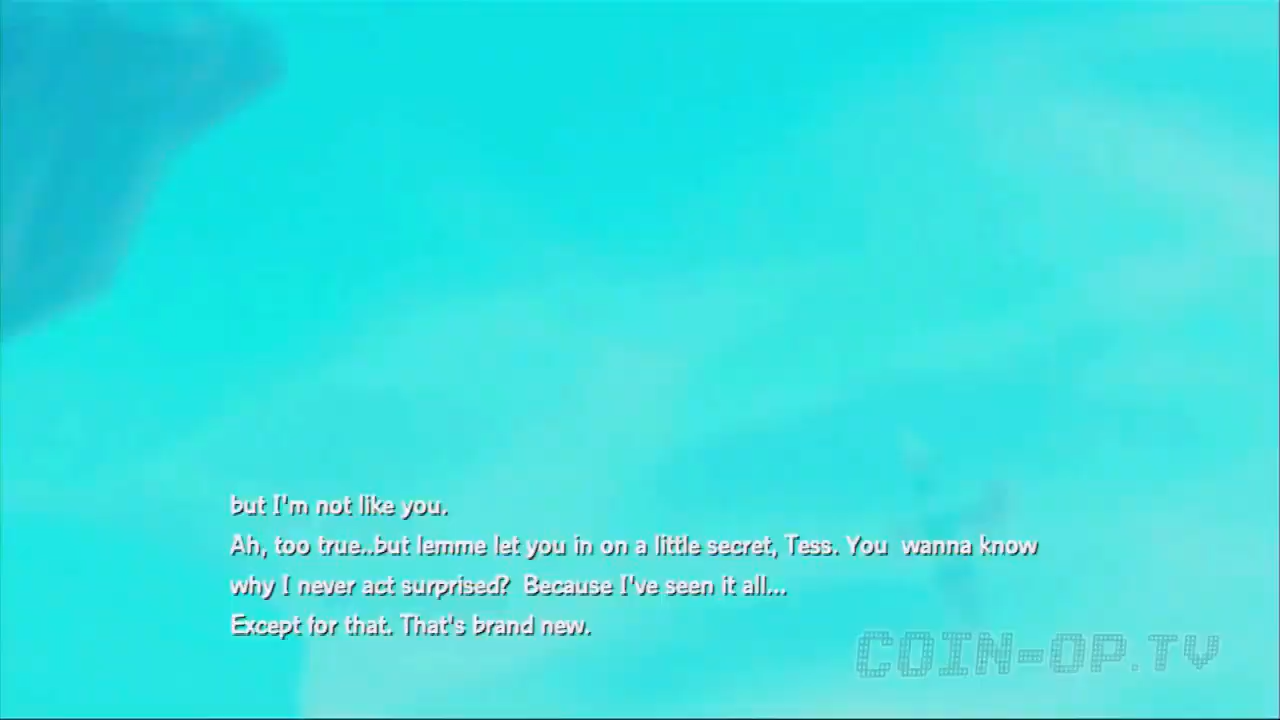 but I'm not like you.
Ah, too true..but lemme let you in on a little secret, Tess. You  wanna know
why I never act surprised?  Because I've seen it all...
Except for that. That's brand new.
COIN-OP.TV